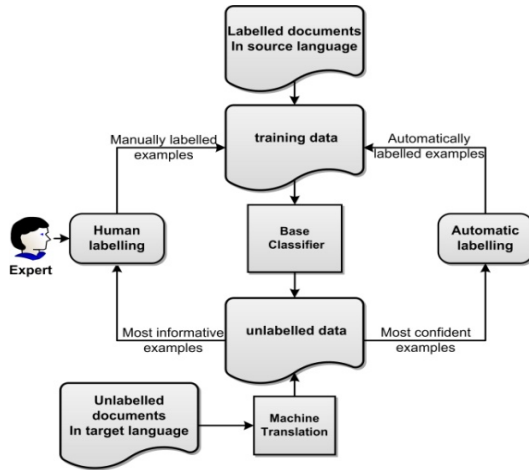 Labelled documents
In source language
training data
Manually labelled
examples
Automatically
labelled examples
Human
labelling
Base
Classifier
Automatic
labelling
Expert
Most informative
examples
unlabelled data
Most confident
examples
Unlabelled
documents
In target language
Machine
Translation